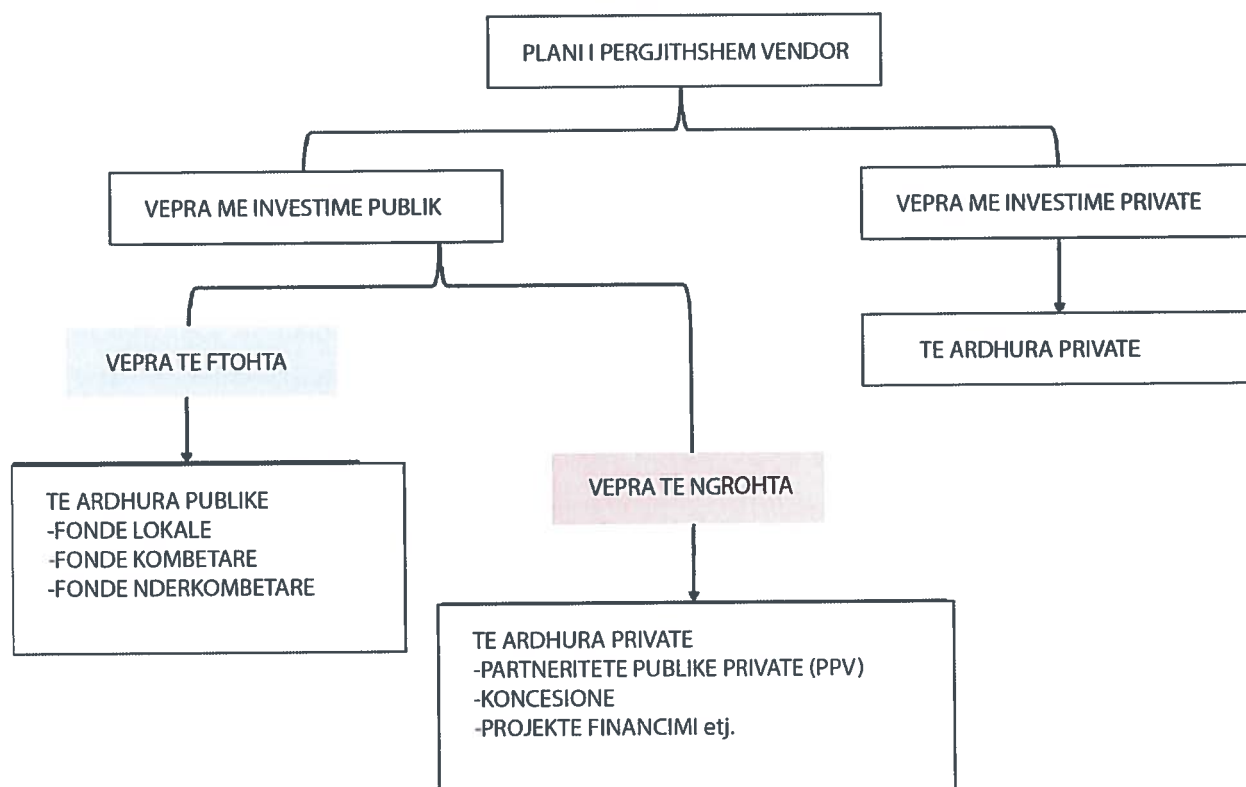 PLANI I PERGJITHSHEM VENDOR
VEPRA ME INVESTIME PUBLIK
VEPRA ME INVESTIME PRIVATE
VEPRA TE FTOHTA
TE ARDHURA PRIVATE
TE ARDHURA PUBLIKE
-FONDE LOKALE
-FONDE KOMBETARE
-FONDE NDERKOMBETARE
VEPRA TE NGROHTA
TE ARDHURA PRIVATE
-PARTNERITETE PUBLIKE PRIVATE (PPV)
-KONCESIONE
-PROJEKTE FINANCIMI etj.